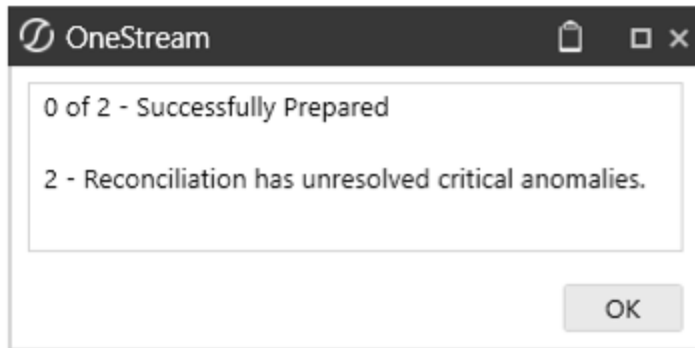 OneStream
0 of 2 - Successfully Prepared
2 - Reconciliation has unresolved critical anomalies.
OK